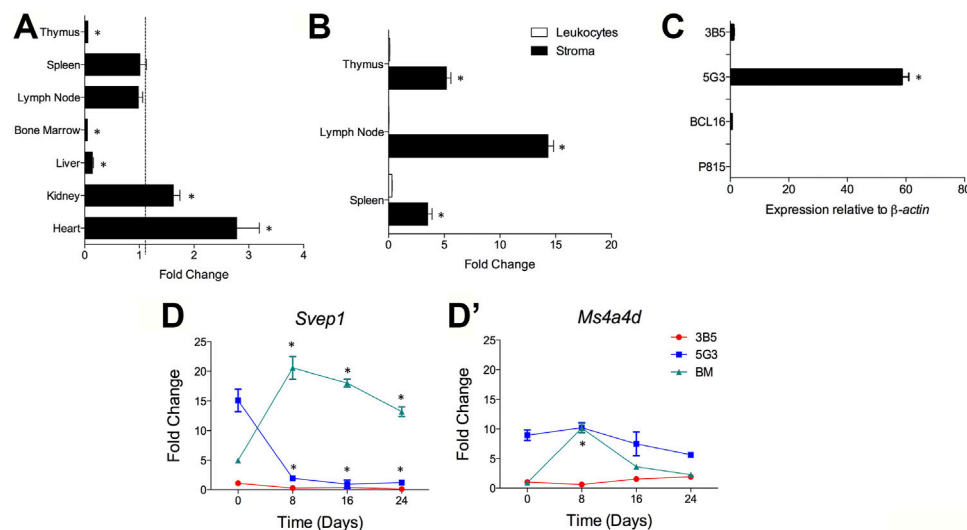 A
Thymus
Spleen
Lymph Node
Bone Marrow
Liver
Kidney
Heart
*
*
*
*
*
0 1 2 3 4
Fold Change
B
Leukocytes
Stroma
Thymus
Lymph Node
Spleen
*
*
*
0 5 10 15 20
Fold Change
C
3B5
5G3
BCL16
P815
*
0 20 40 60 80
Expression relative to β-actin
D
Svep1
Fold Change
25
20
15
10
5
0
*
*
*
*
*
*
0 8 16 24
Time (Days)
D'
Ms4a4d
Fold Change
25
20
15
10
5
0
*
0 8 16 24
Time (Days)
3B5
5G3
BM